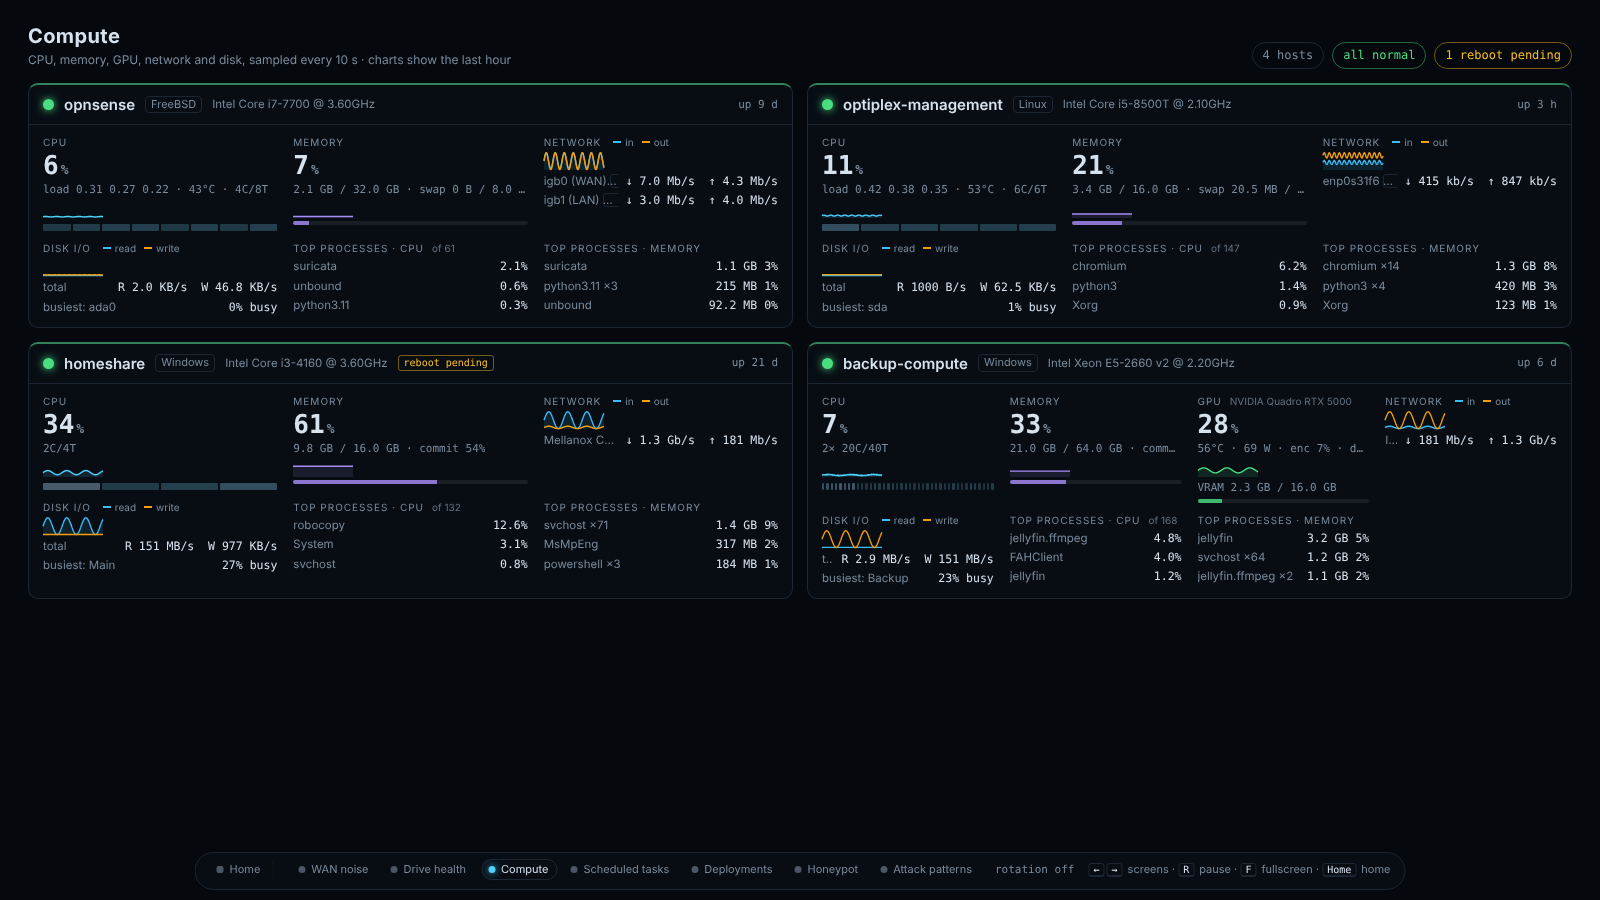 Compute
CPU, memory, GPU, network and disk, sampled every 10 s · charts show the last hour
4 hosts
all normal
1 reboot pending
opnsense FreeBSD Intel Core i7-7700 @ 3.60GHz up 9 d
CPU
6%
load 0.31 0.27 0.22 · 43°C · 4C/8T
MEMORY
7%
2.1 GB / 32.0 GB · swap 0 B / 8.0 …
NETWORK in out
igb0 (WAN)… ↓ 7.0 Mb/s ↑ 4.3 Mb/s
igb1 (LAN) … ↓ 3.0 Mb/s ↑ 4.0 Mb/s
DISK I/O read write
total R 2.0 KB/s W 46.8 KB/s
busiest: ada0 0% busy
TOP PROCESSES · CPU of 61
suricata 2.1%
unbound 0.6%
python3.11 0.3%
TOP PROCESSES · MEMORY
suricata 1.1 GB 3%
python3.11 ×3 215 MB 1%
unbound 92.2 MB 0%
optiplex-management Linux Intel Core i5-8500T @ 2.10GHz up 3 h
CPU
11%
load 0.42 0.38 0.35 · 53°C · 6C/6T
MEMORY
21%
3.4 GB / 16.0 GB · swap 20.5 MB / …
NETWORK in out
enp0s31f6 … ↓ 415 kb/s ↑ 847 kb/s
DISK I/O read write
total R 1000 B/s W 62.5 KB/s
busiest: sda 1% busy
TOP PROCESSES · CPU of 147
chromium 6.2%
python3 1.4%
Xorg 0.9%
TOP PROCESSES · MEMORY
chromium ×14 1.3 GB 8%
python3 ×4 420 MB 3%
Xorg 123 MB 1%
homeshare Windows Intel Core i3-4160 @ 3.60GHz reboot pending up 21 d
CPU
34%
2C/4T
MEMORY
61%
9.8 GB / 16.0 GB · commit 54%
NETWORK in out
Mellanox C… ↓ 1.3 Gb/s ↑ 181 Mb/s
DISK I/O read write
total R 151 MB/s W 977 KB/s
busiest: Main 27% busy
TOP PROCESSES · CPU of 132
robocopy 12.6%
System 3.1%
svchost 0.8%
TOP PROCESSES · MEMORY
svchost ×71 1.4 GB 9%
MsMpEng 317 MB 2%
powershell ×3 184 MB 1%
backup-compute Windows Intel Xeon E5-2660 v2 @ 2.20GHz up 6 d
CPU
7%
2× 20C/40T
MEMORY
33%
21.0 GB / 64.0 GB · comm…
GPU NVIDIA Quadro RTX 5000
28%
56°C · 69 W · enc 7% · d…
VRAM 2.3 GB / 16.0 GB
NETWORK in out
I… ↓ 181 Mb/s ↑ 1.3 Gb/s
DISK I/O read write
t… R 2.9 MB/s W 151 MB/s
busiest: Backup 23% busy
TOP PROCESSES · CPU of 168
jellyfin.ffmpeg 4.8%
FAHClient 4.0%
jellyfin 1.2%
TOP PROCESSES · MEMORY
jellyfin 3.2 GB 5%
svchost ×64 1.2 GB 2%
jellyfin.ffmpeg ×2 1.1 GB 2%
Home WAN noise Drive health Compute Scheduled tasks Deployments Honeypot Attack patterns rotation off ← → screens · R pause · F fullscreen · Home home